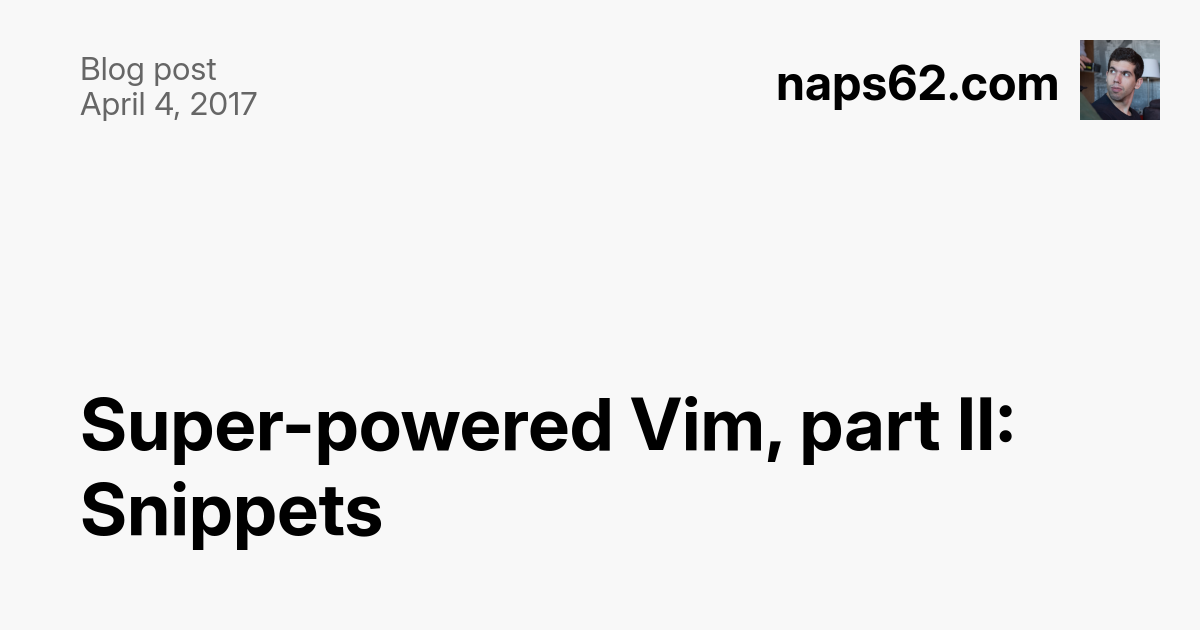 Blog post
April 4, 2017
naps62.com
Super-powered Vim, part II:
Snippets